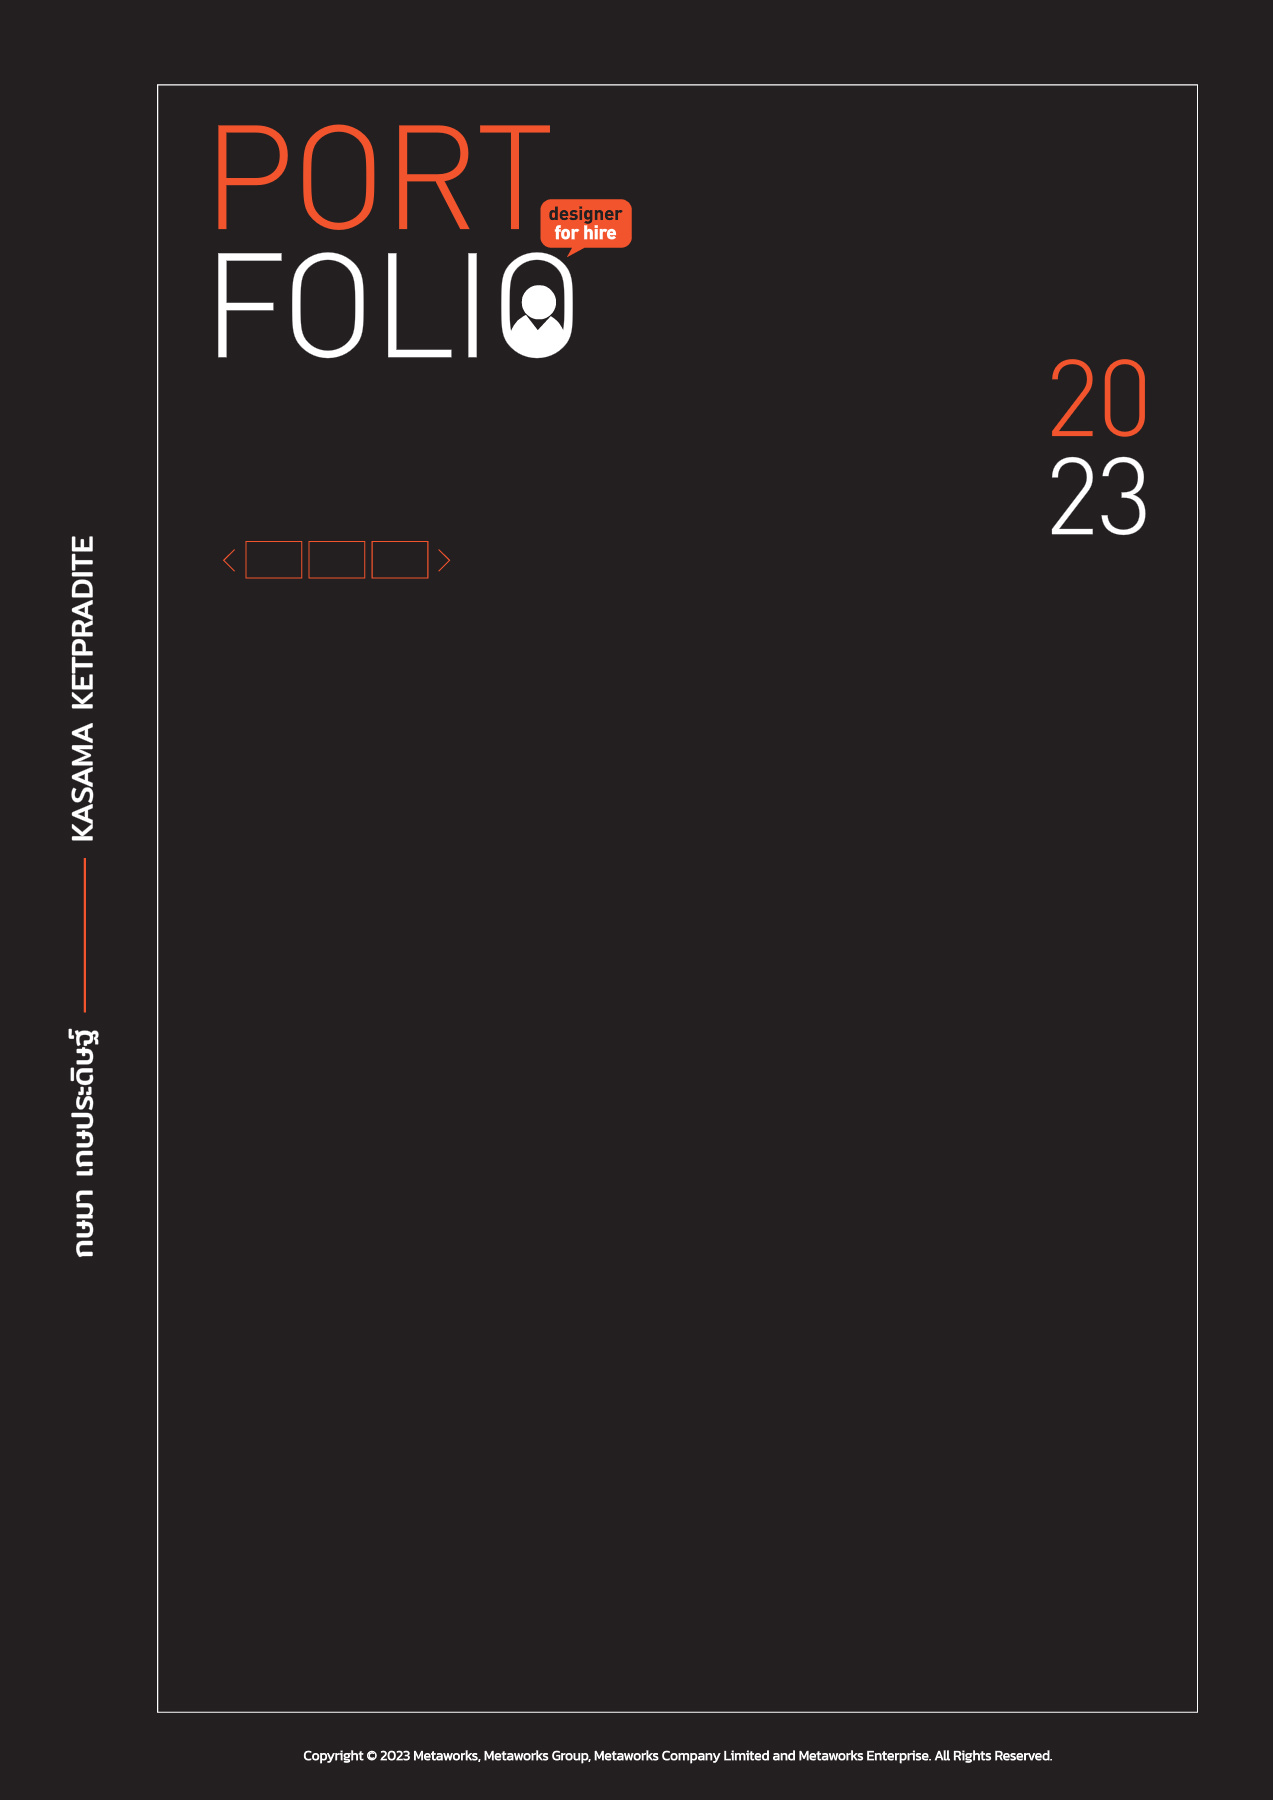 PORT
FOLIO
designer
for hire
20
23
กษมา เกษประดิษฐ์
KASAMA KETPRADITE
Copyright © 2023 Metaworks, Metaworks Group, Metaworks Company Limited and Metaworks Enterprise. All Rights Reserved.